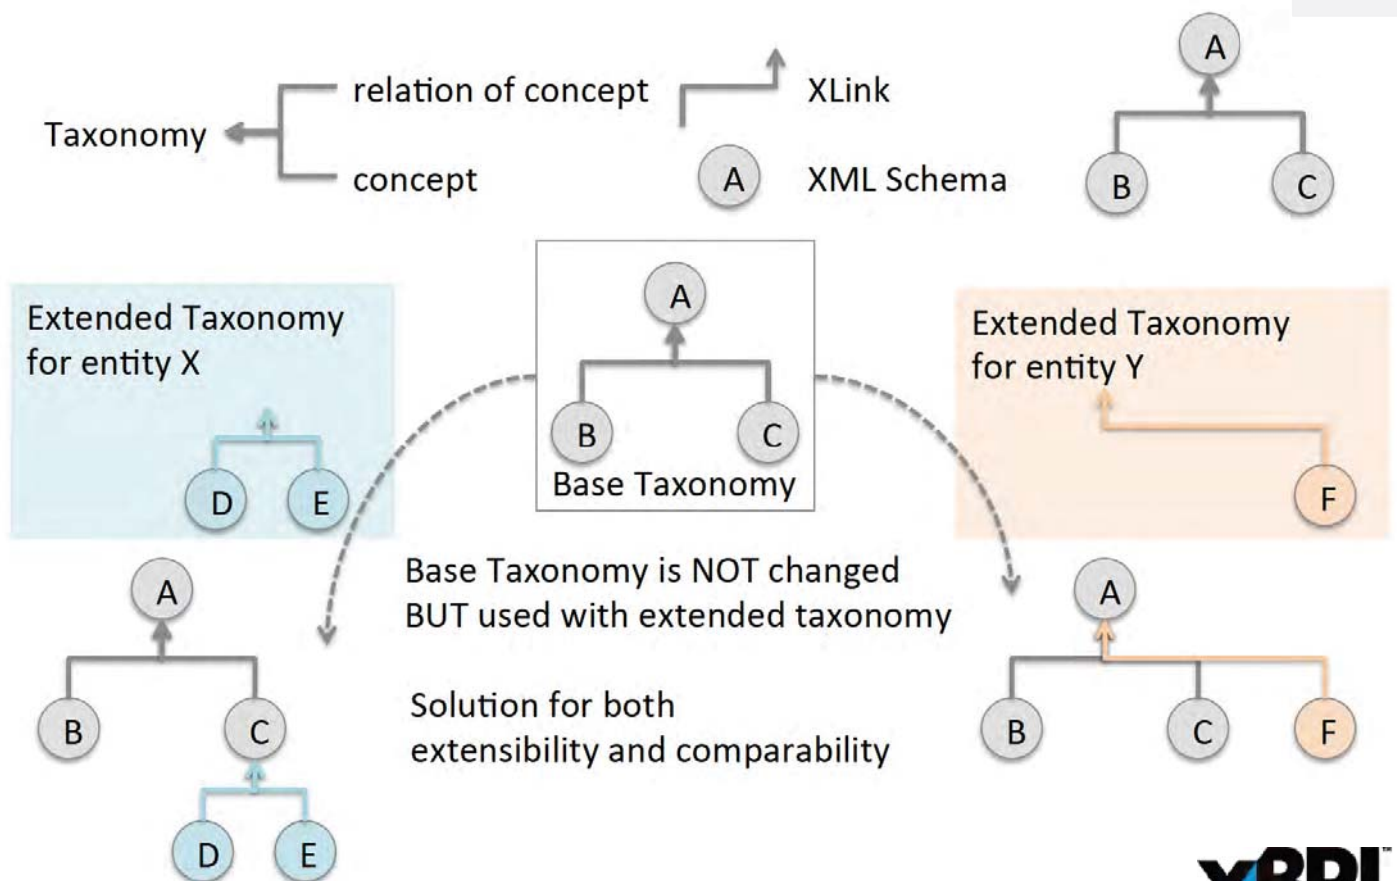 relation of concept
XLink
A
Taxonomy
concept
A
XML Schema
B
C
Extended Taxonomy
for entity X
D
E
A
B
C
Base Taxonomy
Extended Taxonomy
for entity Y
F
Base Taxonomy is NOT changed
BUT used with extended taxonomy
Solution for both
extensibility and comparability
A
B
C
D
E
A
B
C
F